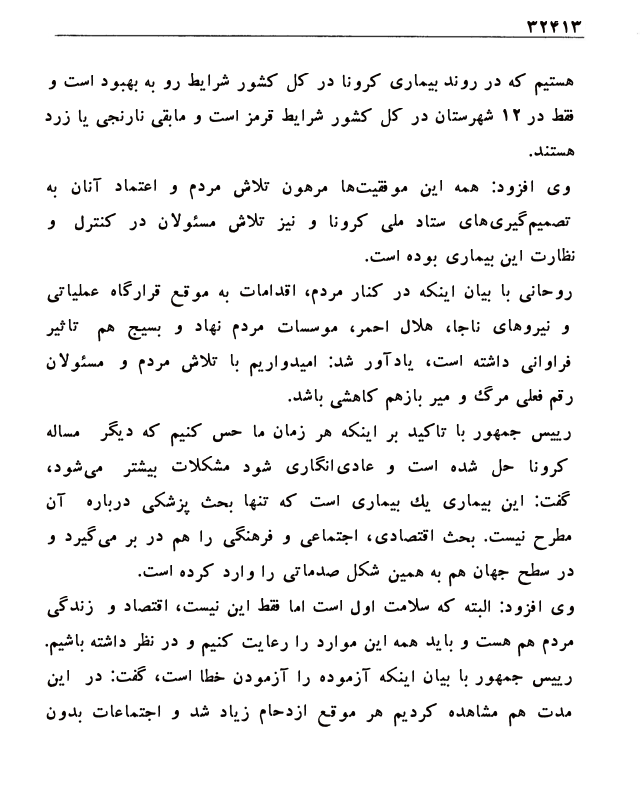 ۳۲۴۱۳
هستیم که در روند بیماری کرونا در کل کشور شرایط رو به بهبود است و
فقط در ۱۲ شهرستان در کل کشور شرایط قرمز است و مابقی نارنجی یا زرد
هستند.
وی افزود: همه این موفقیت‌ها مرهون تلاش مردم و اعتماد آنان به
تصمیم‌گیری‌های ستاد ملی کرونا و نیز تلاش مسئولان در کنترل و
نظارت این بیماری بوده است.
روحانی با بیان اینکه در کنار مردم، اقدامات به موقع قرارگاه عملیاتی
و نیروهای ناجا، هلال احمر، موسسات مردم نهاد و بسیج هم تاثیر
فراوانی داشته است، یادآور شد: امیدواریم با تلاش مردم و مسئولان
رقم فعلی مرگ و میر بازهم کاهشی باشد.
رییس جمهور با تاکید بر اینکه هر زمان ما حس کنیم که دیگر مساله
کرونا حل شده است و عادی‌انگاری شود مشکلات بیشتر می‌شود،
گفت: این بیماری یك بیماری است که تنها بحث پزشکی درباره آن
مطرح نیست. بحث اقتصادی، اجتماعی و فرهنگی را هم در بر می‌گیرد و
در سطح جهان هم به همین شکل صدماتی را وارد کرده است.
وی افزود: البته که سلامت اول است اما فقط این نیست، اقتصاد و زندگی
مردم هم هست و باید همه این موارد را رعایت کنیم و در نظر داشته باشیم.
رییس جمهور با بیان اینکه آزموده را آزمودن خطا است، گفت: در این
مدت هم مشاهده کردیم هر موقع ازدحام زیاد شد و اجتماعات بدون